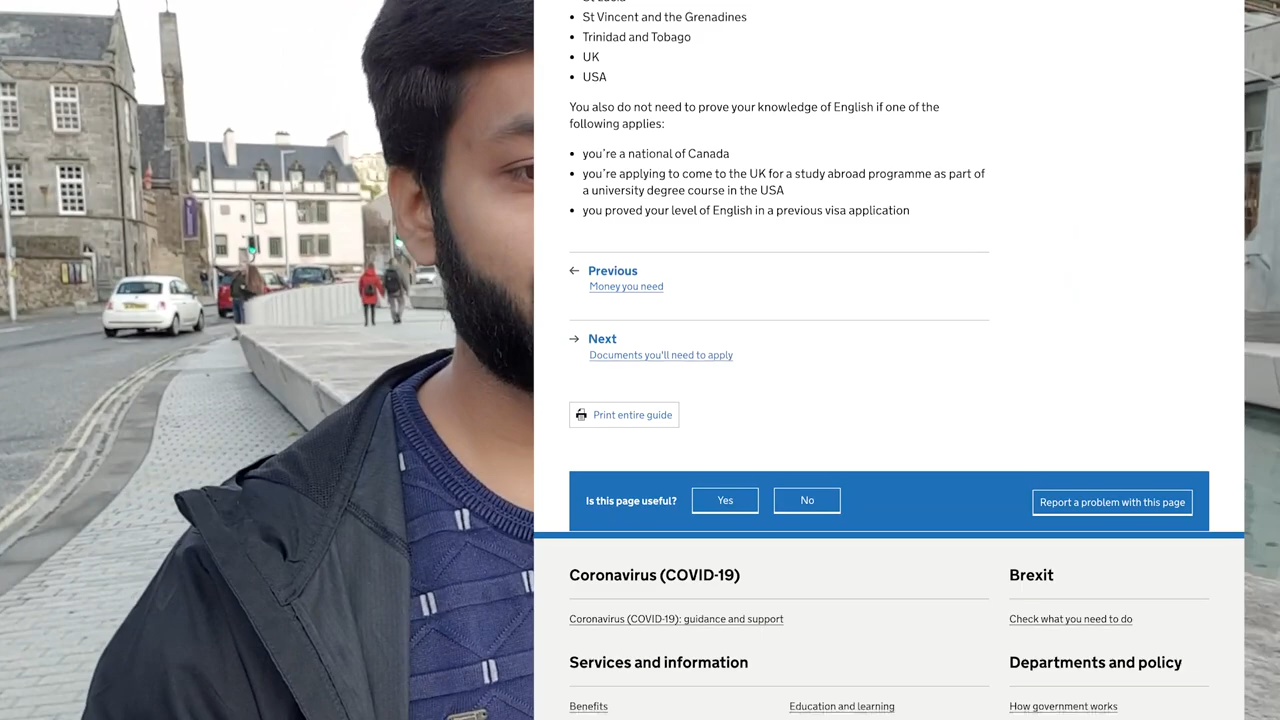 St Vincent and the Grenadines
Trinidad and Tobago
UK
USA
You also do not need to prove your knowledge of English if one of the
following applies:
you're a national of Canada
you're applying to come to the UK for a study abroad programme as part of
a university degree course in the USA
you proved your level of English in a previous visa application
Previous
Money you need
Next
Documents you'll need to apply
Print entire guide
Is this page useful? Yes No Report a problem with this page
Coronavirus (COVID-19) Brexit
Coronavirus (COVID-19): guidance and support Check what you need to do
Services and information Departments and policy
Benefits Education and learning How government works